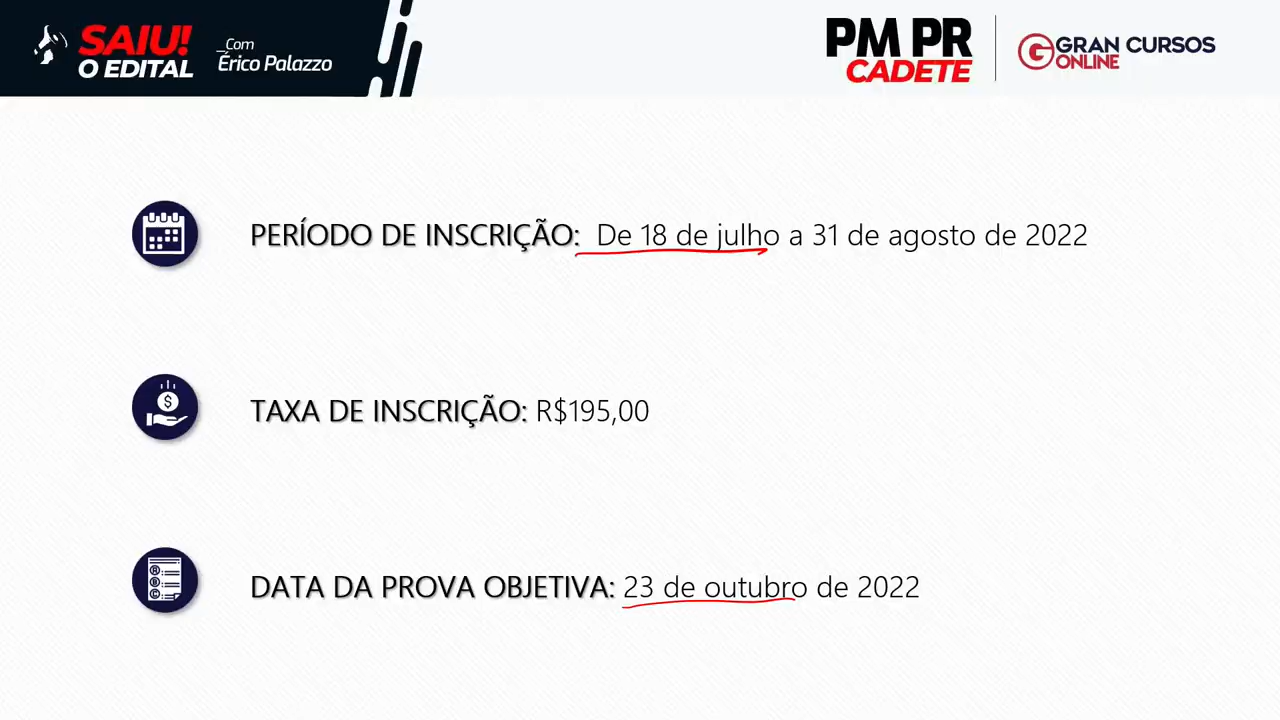 SAIU!
O EDITAL
_Com
Érico Palazzo
PM PR
CADETE
GRAN CURSOS
ONLINE
PERÍODO DE INSCRIÇÃO: De 18 de julho a 31 de agosto de 2022
TAXA DE INSCRIÇÃO: R$195,00
DATA DA PROVA OBJETIVA: 23 de outubro de 2022